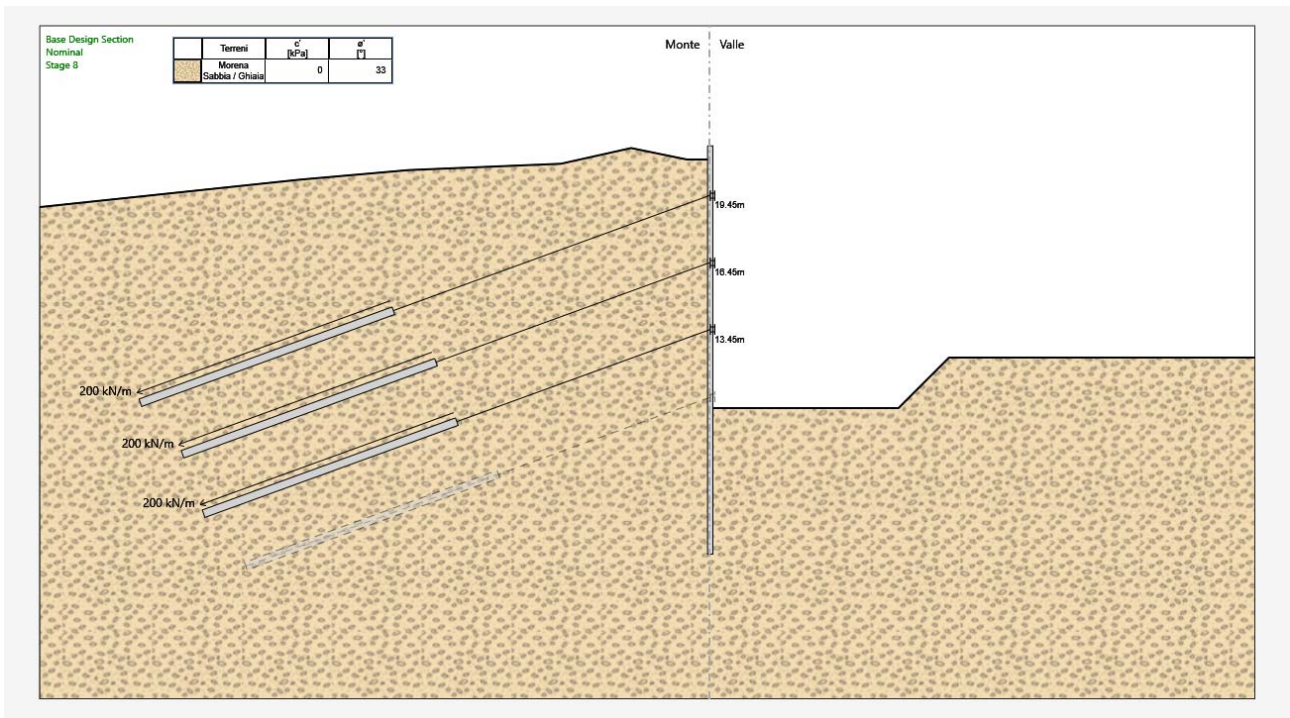 Base Design Section
Nominal
Stage 8
Terreni c' ø'
[kPa] [°]
Morena
Sabbia / Ghiaia 0 33
Monte Valle
19.45m
16.45m
13.45m
200 kN/m
200 kN/m
200 kN/m